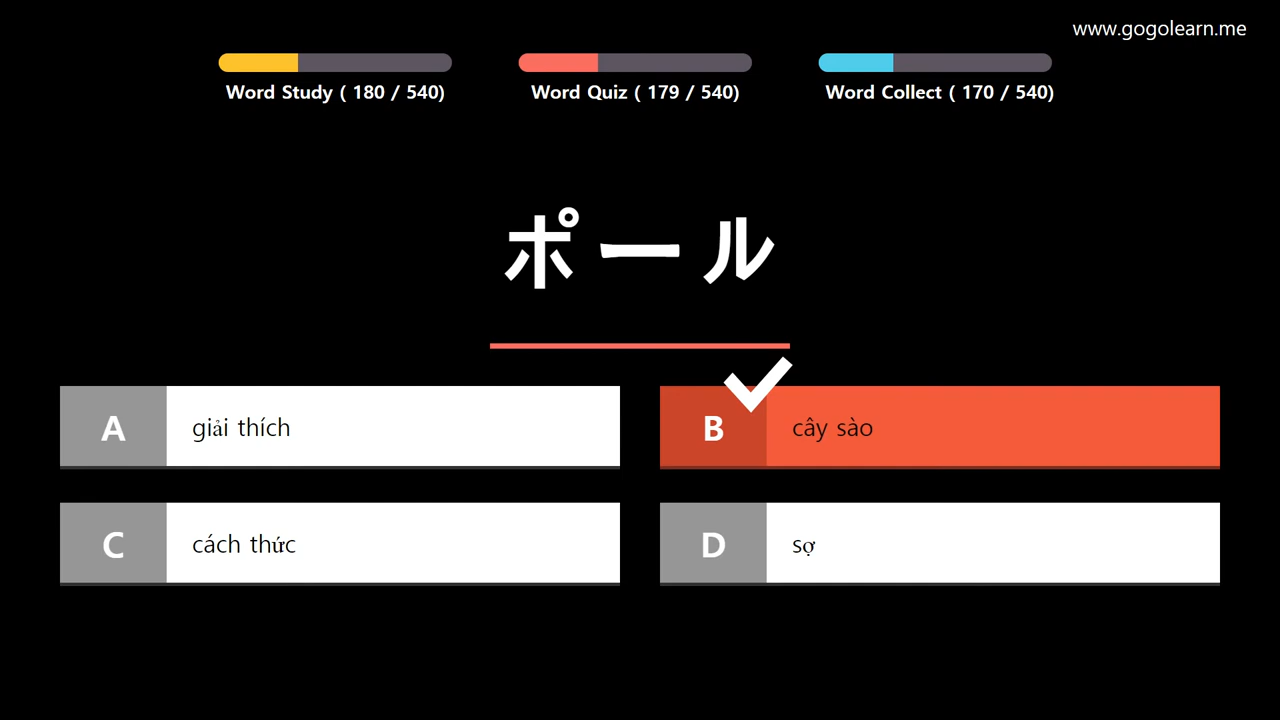 www.gogolearn.me
Word Study ( 180 / 540)
Word Quiz ( 179 / 540)
Word Collect ( 170 / 540)
ポール
A giải thích
B cây sào
C cách thức
D sợ